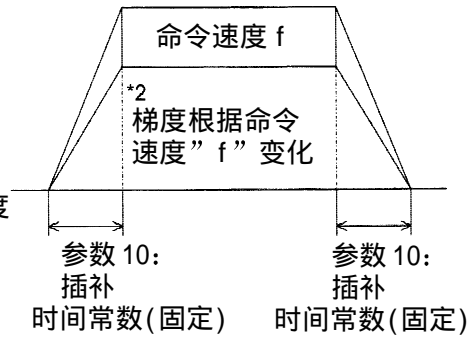 命令速度 f
*2
梯度根据命令
速度”f”变化
度
参数 10：
插补
时间常数(固定)
参数 10：
插补
时间常数(固定)